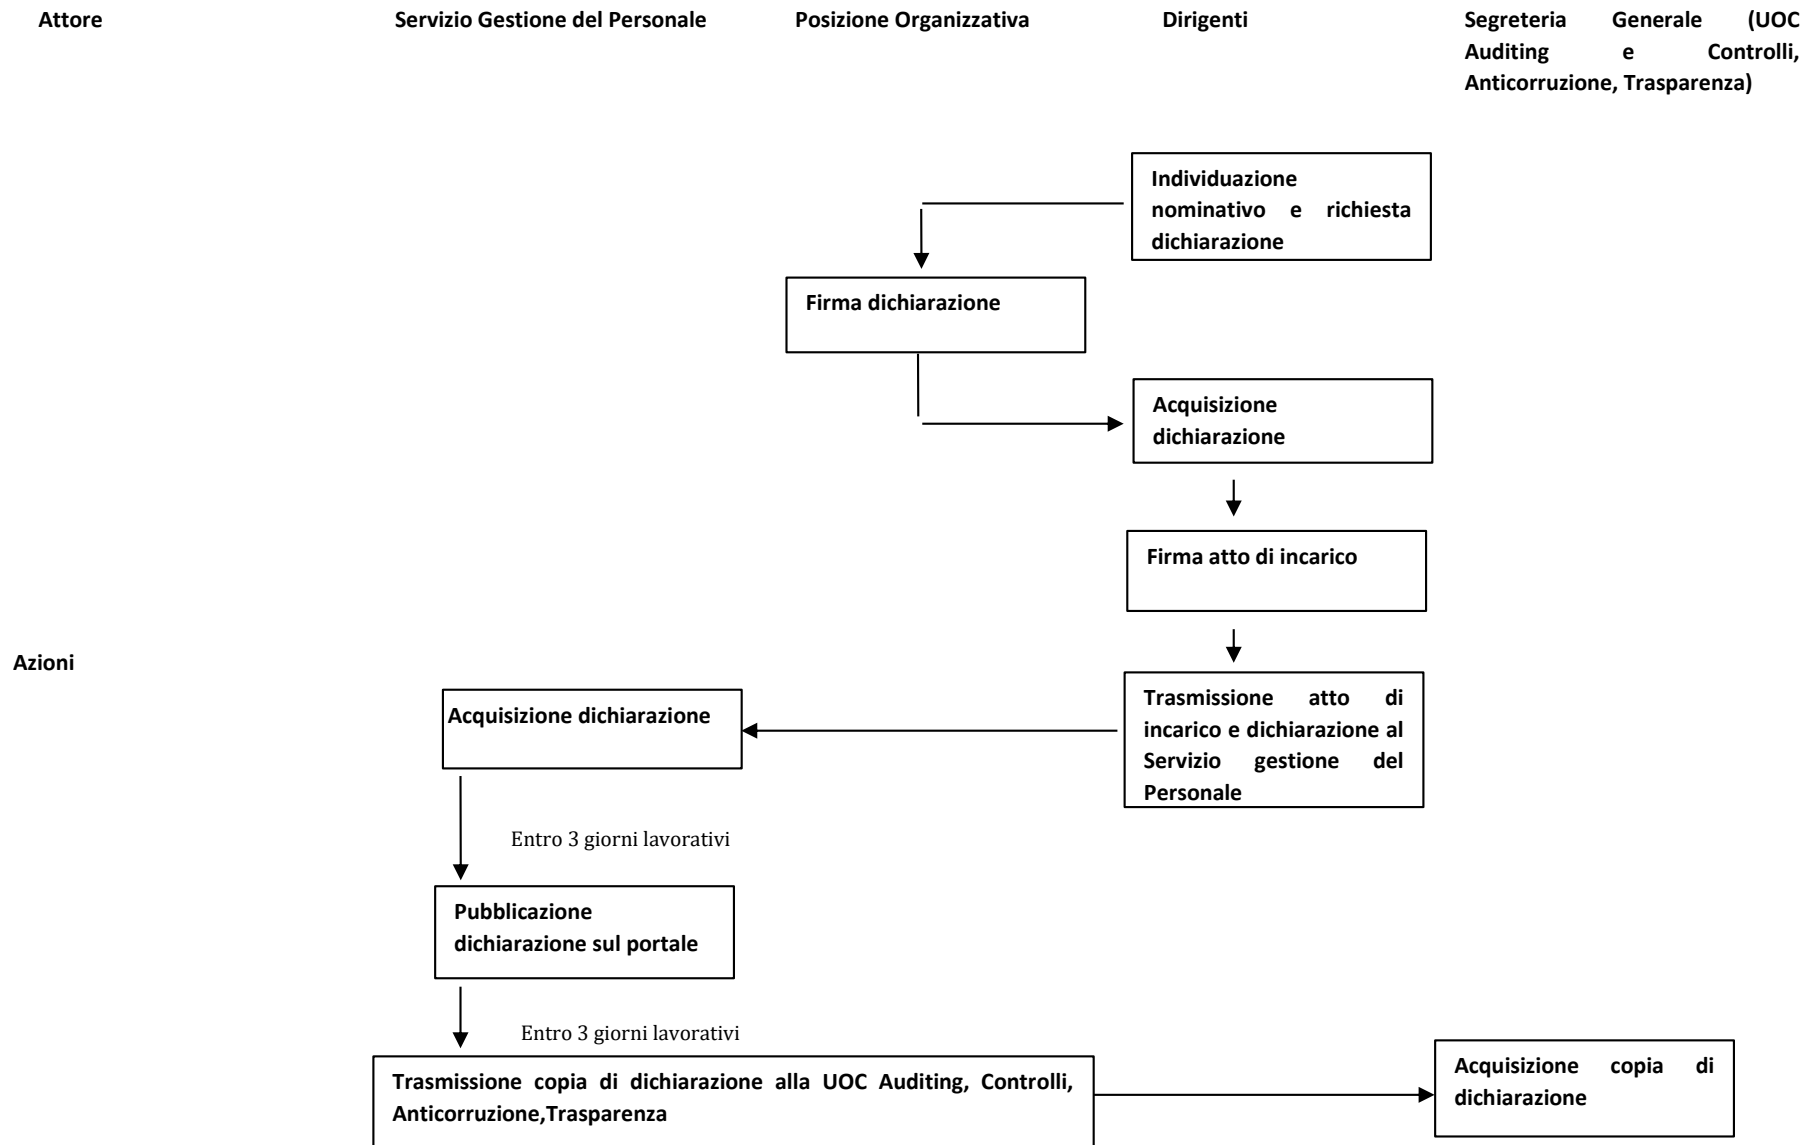 Attore
Servizio Gestione del Personale
Posizione Organizzativa
Dirigenti
Segreteria Generale (UOC
Auditing e Controlli,
Anticorruzione, Trasparenza)
Individuazione
nominativo e richiesta
dichiarazione
Firma dichiarazione
Acquisizione
dichiarazione
Firma atto di incarico
Azioni
Trasmissione atto di
incarico e dichiarazione al
Servizio gestione del
Personale
Acquisizione dichiarazione
Entro 3 giorni lavorativi
Pubblicazione
dichiarazione sul portale
Entro 3 giorni lavorativi
Trasmissione copia di dichiarazione alla UOC Auditing, Controlli,
Anticorruzione,Trasparenza
Acquisizione copia di
dichiarazione